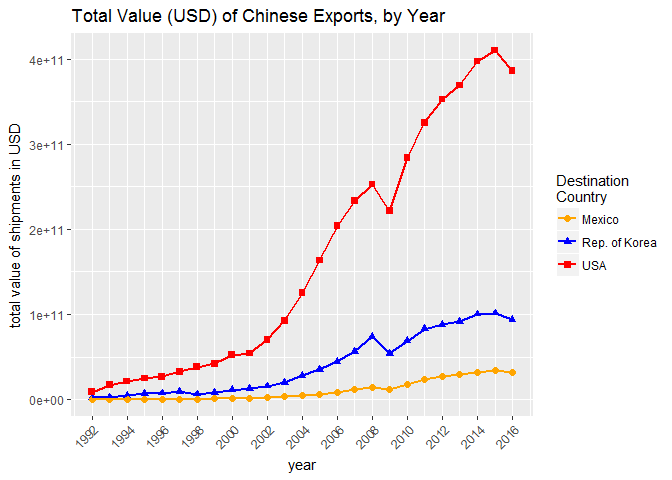 Total Value (USD) of Chinese Exports, by Year
total value of shipments in USD
4e+11
3e+11
2e+11
1e+11
0e+00
1992
1994
1996
1998
2000
2002
2004
2006
2008
2010
2012
2014
2016
year
Destination
Country
Mexico
Rep. of Korea
USA